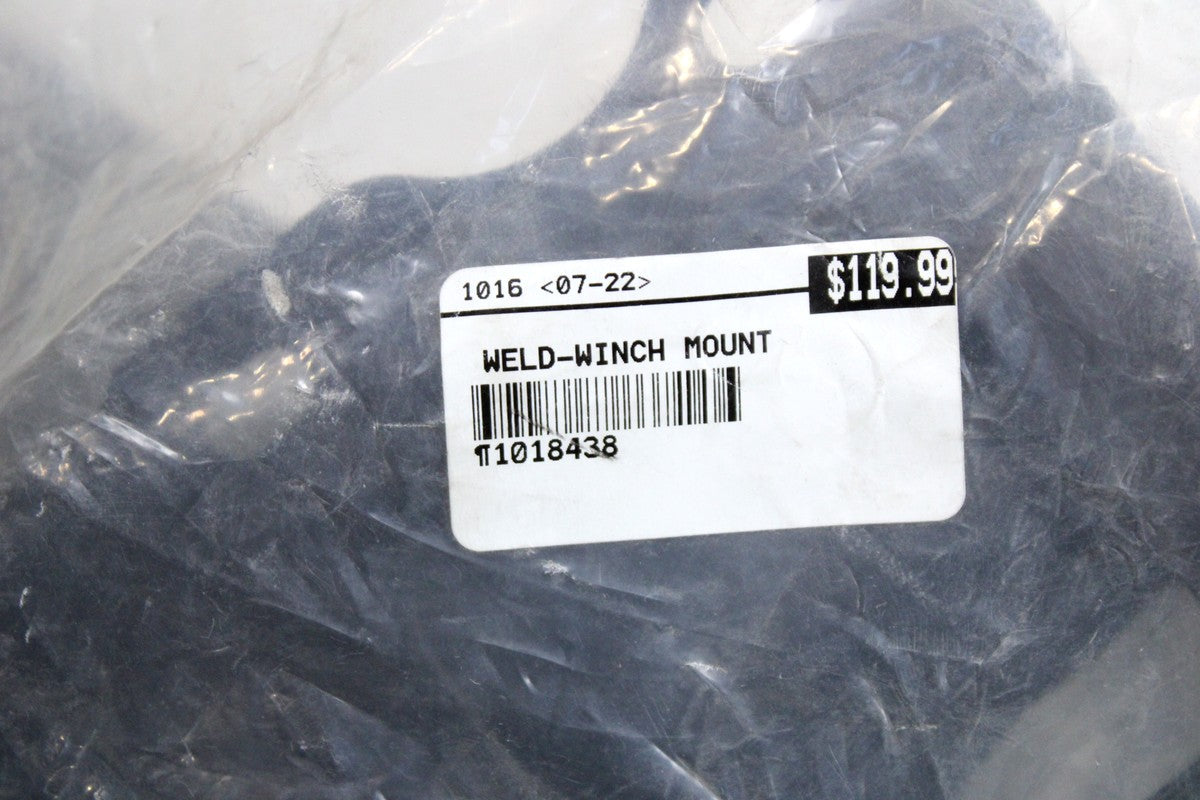 1016 <07-22>
$119.99
WELD-WINCH MOUNT
¶1018438